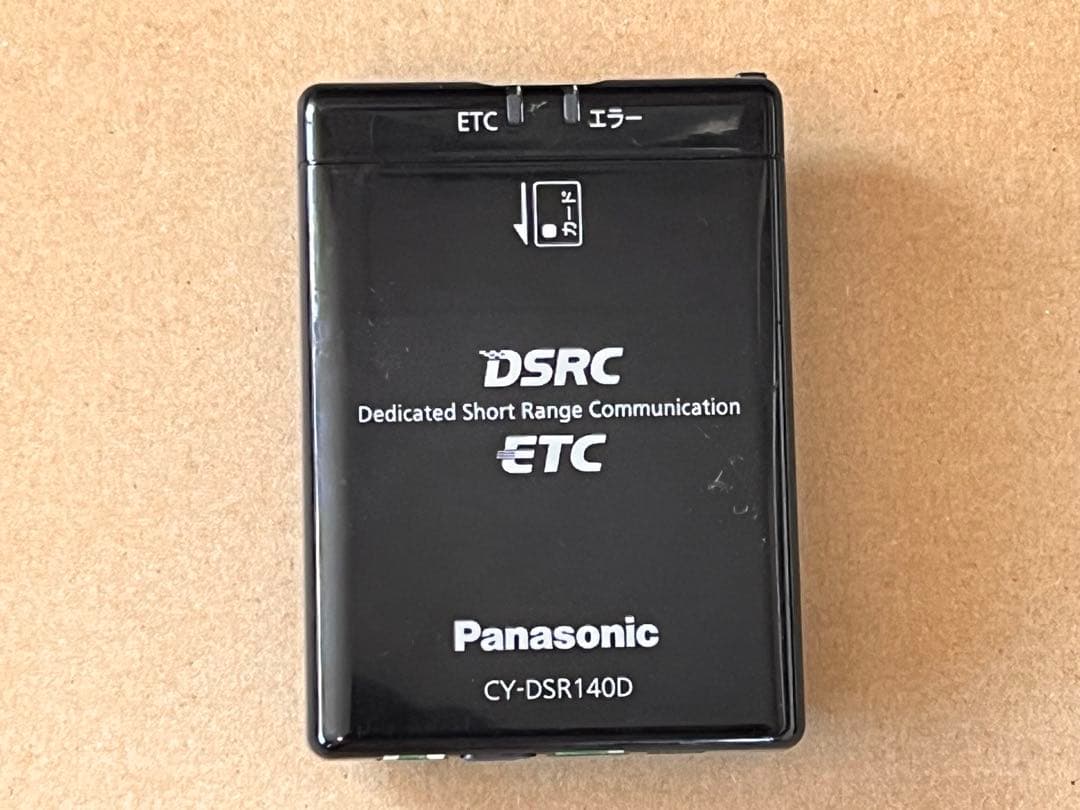 ETC エラー
カード
DSRC
Dedicated Short Range Communication
ETC
Panasonic
CY-DSR140D